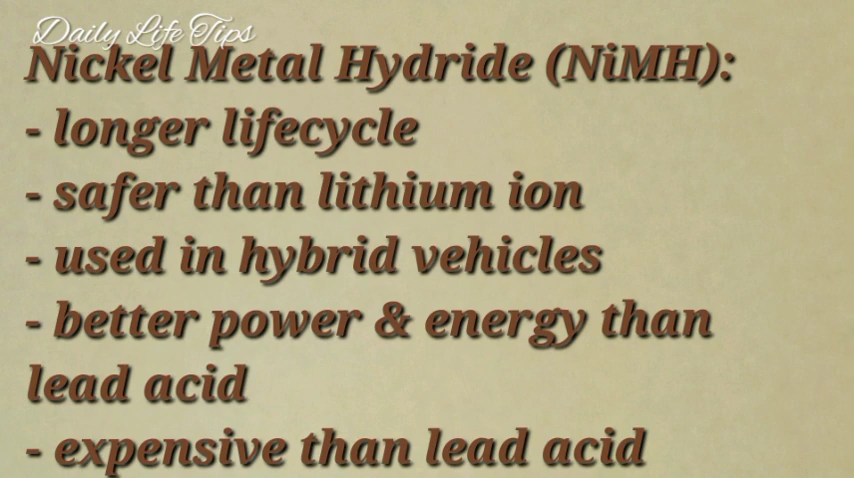 Daily Life Tips
Nickel Metal Hydride (NiMH):
- longer lifecycle
- safer than lithium ion
- used in hybrid vehicles
- better power & energy than
lead acid
- expensive than lead acid